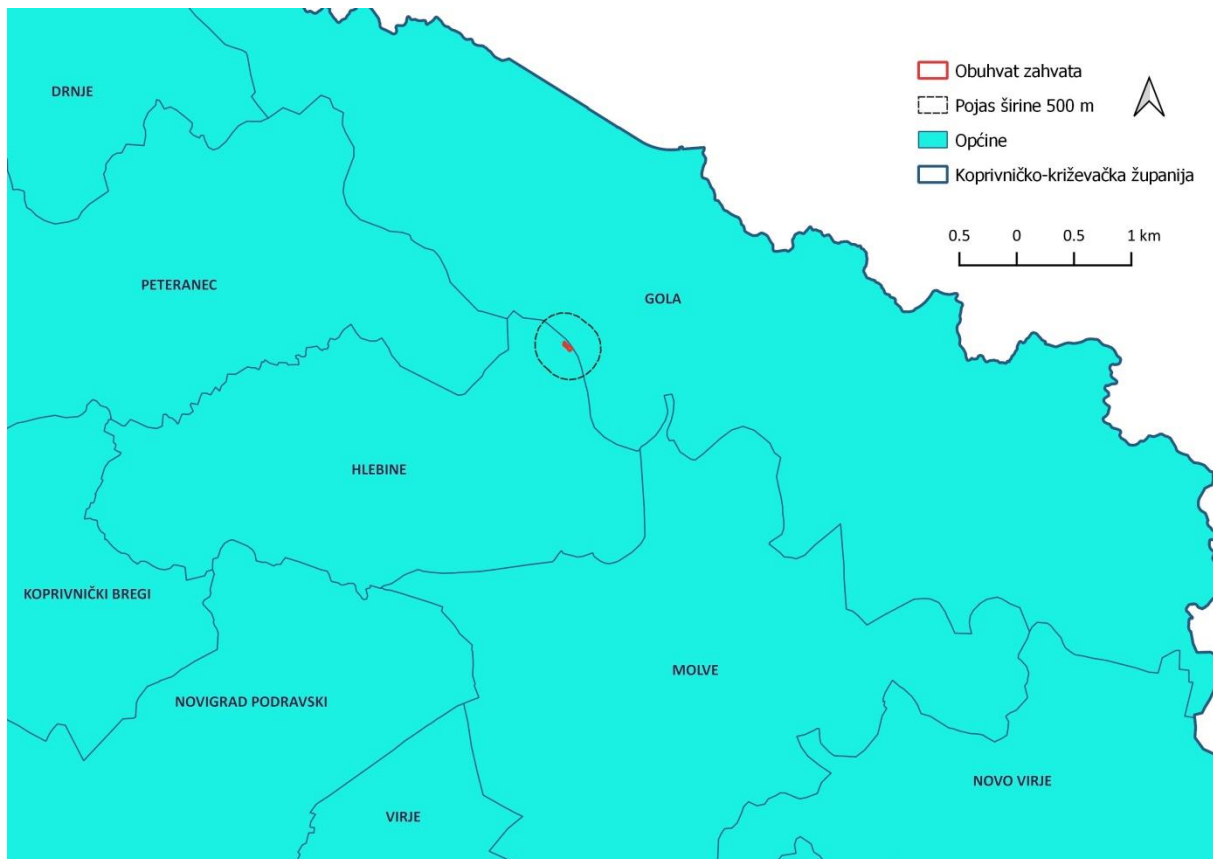 DRNJE
Obuhvat zahvata
Pojas širine 500 m
Općine
Koprivničko-križevačka županija
0.5 0 0.5 1 km
PETERANEC
GOLA
HLEBINE
KOPRIVNIČKI BREGI
MOLVE
NOVIGRAD PODRAVSKI
NOVO VIRJE
VIRJE